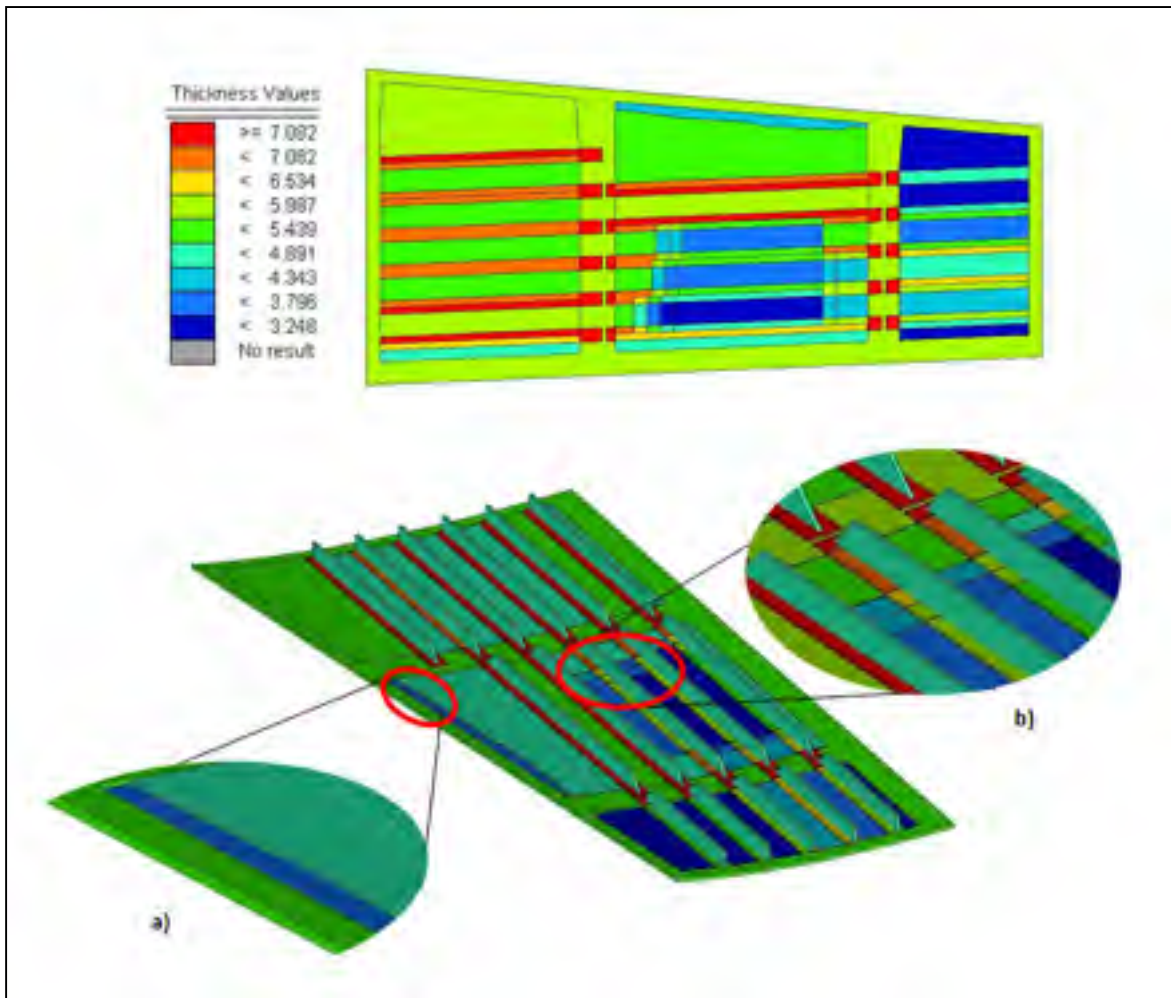 Thickness Values
>= 7.082
< 7.082
< 6.534
< 5.987
< 5.439
< 4.891
< 4.343
< 3.796
< 3.248
No result
b)
a)